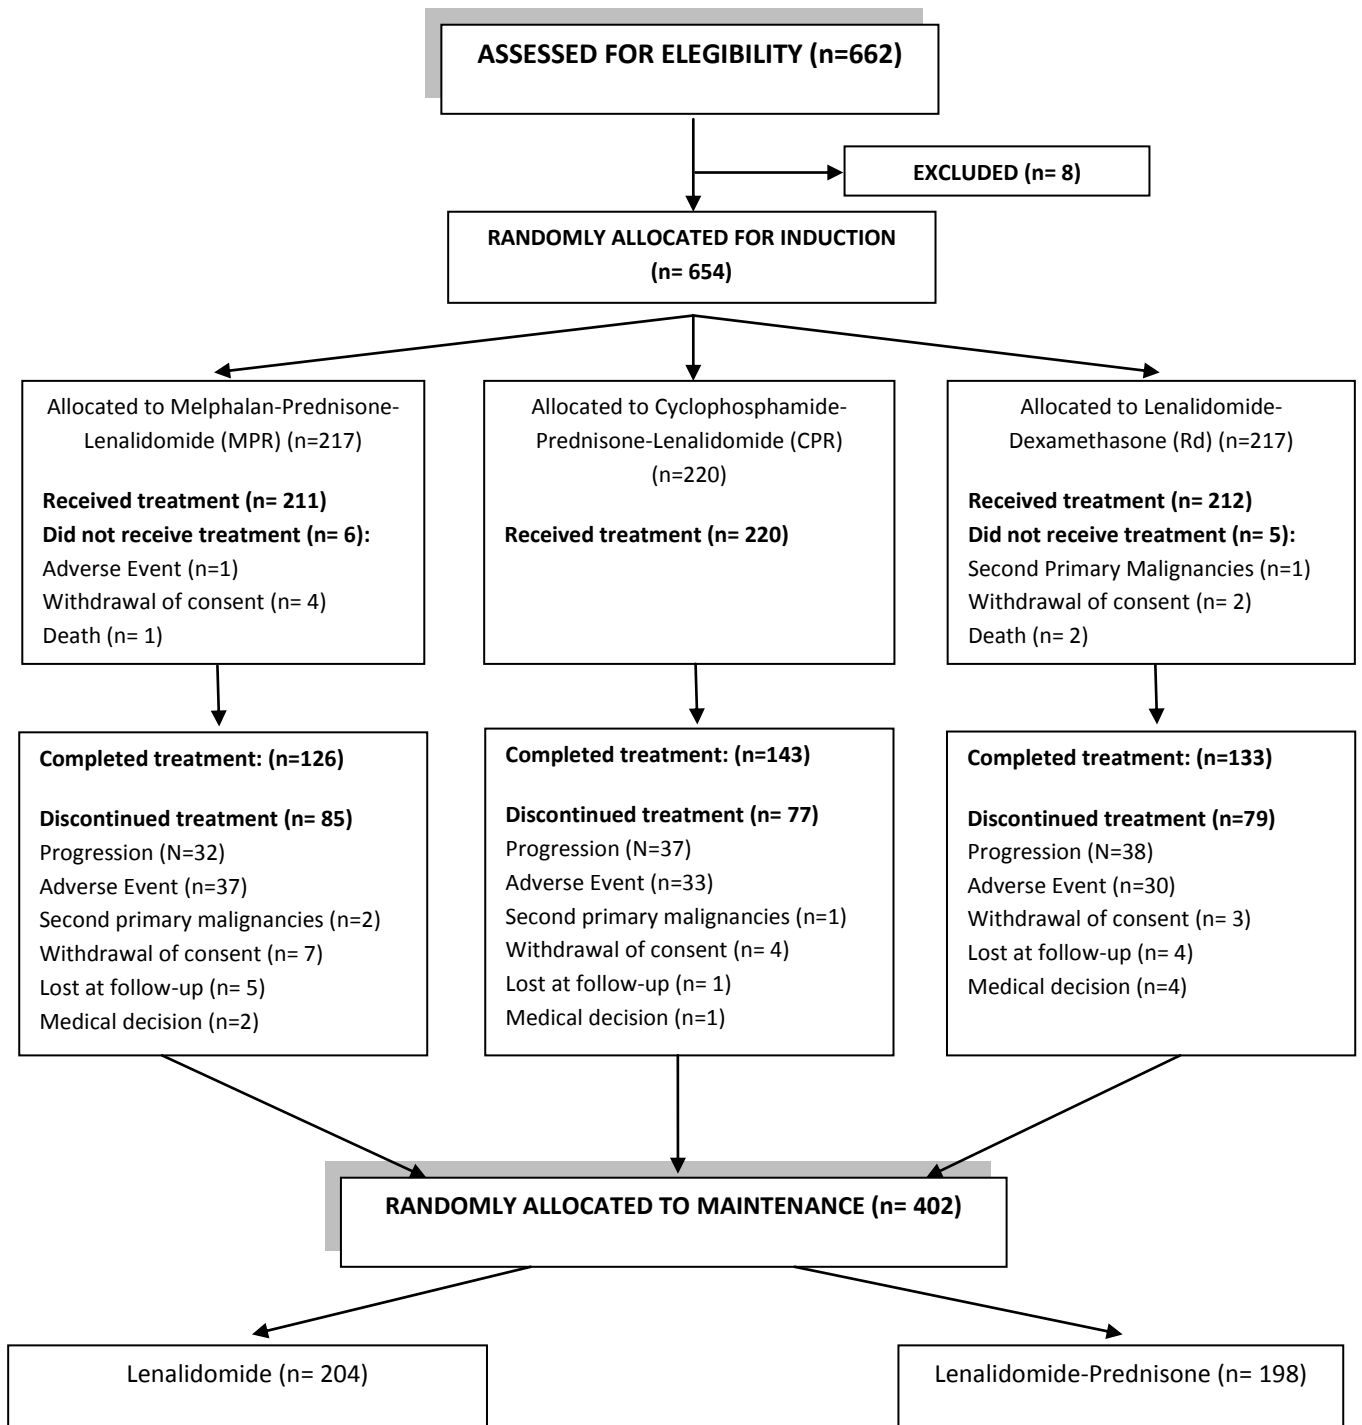 ASSESSED FOR ELEGIBILITY (n=662)
EXCLUDED (n= 8)
RANDOMLY ALLOCATED FOR INDUCTION
(n= 654)
Allocated to Melphalan-Prednisone-
Lenalidomide (MPR) (n=217)
Received treatment (n= 211)
Did not receive treatment (n= 6):
Adverse Event (n=1)
Withdrawal of consent (n= 4)
Death (n= 1)
Allocated to Cyclophosphamide-
Prednisone-Lenalidomide (CPR)
(n=220)
Received treatment (n= 220)
Allocated to Lenalidomide-
Dexamethasone (Rd) (n=217)
Received treatment (n= 212)
Did not receive treatment (n= 5):
Second Primary Malignancies (n=1)
Withdrawal of consent (n= 2)
Death (n= 2)
Completed treatment: (n=126)
Discontinued treatment (n= 85)
Progression (N=32)
Adverse Event (n=37)
Second primary malignancies (n=2)
Withdrawal of consent (n= 7)
Lost at follow-up (n= 5)
Medical decision (n=2)
Completed treatment: (n=143)
Discontinued treatment (n= 77)
Progression (N=37)
Adverse Event (n=33)
Second primary malignancies (n=1)
Withdrawal of consent (n= 4)
Lost at follow-up (n= 1)
Medical decision (n=1)
Completed treatment: (n=133)
Discontinued treatment (n=79)
Progression (N=38)
Adverse Event (n=30)
Withdrawal of consent (n= 3)
Lost at follow-up (n= 4)
Medical decision (n=4)
RANDOMLY ALLOCATED TO MAINTENANCE (n= 402)
Lenalidomide (n= 204)
Lenalidomide-Prednisone (n= 198)